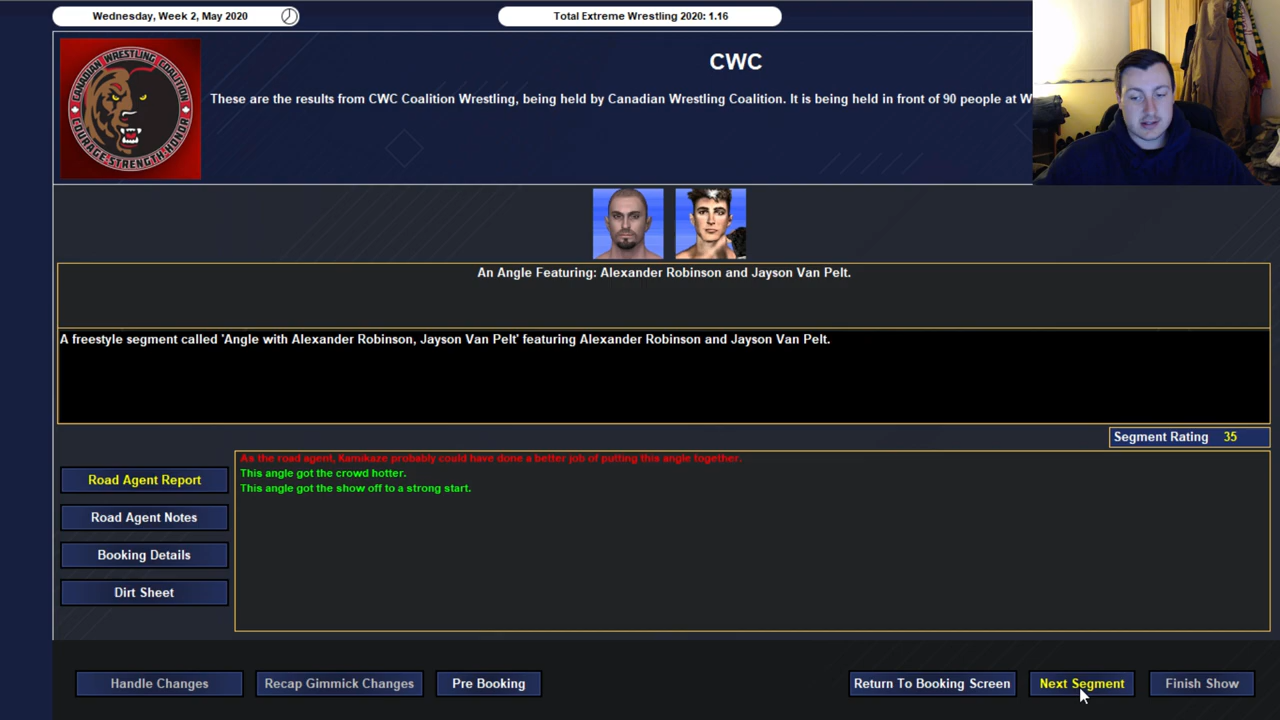 Wednesday, Week 2, May 2020
Total Extreme Wrestling 2020: 1.16
CANADIAN WRESTLING COALITION
COURAGE STRENGTH HONOR
CWC
These are the results from CWC Coalition Wrestling, being held by Canadian Wrestling Coalition. It is being held in front of 90 people at W
An Angle Featuring: Alexander Robinson and Jayson Van Pelt.
A freestyle segment called 'Angle with Alexander Robinson, Jayson Van Pelt' featuring Alexander Robinson and Jayson Van Pelt.
Segment Rating 35
As the road agent, Kamikaze probably could have done a better job of putting this angle together.
This angle got the crowd hotter.
This angle got the show off to a strong start.
Road Agent Report
Road Agent Notes
Booking Details
Dirt Sheet
Handle Changes
Recap Gimmick Changes
Pre Booking
Return To Booking Screen
Next Segment
Finish Show